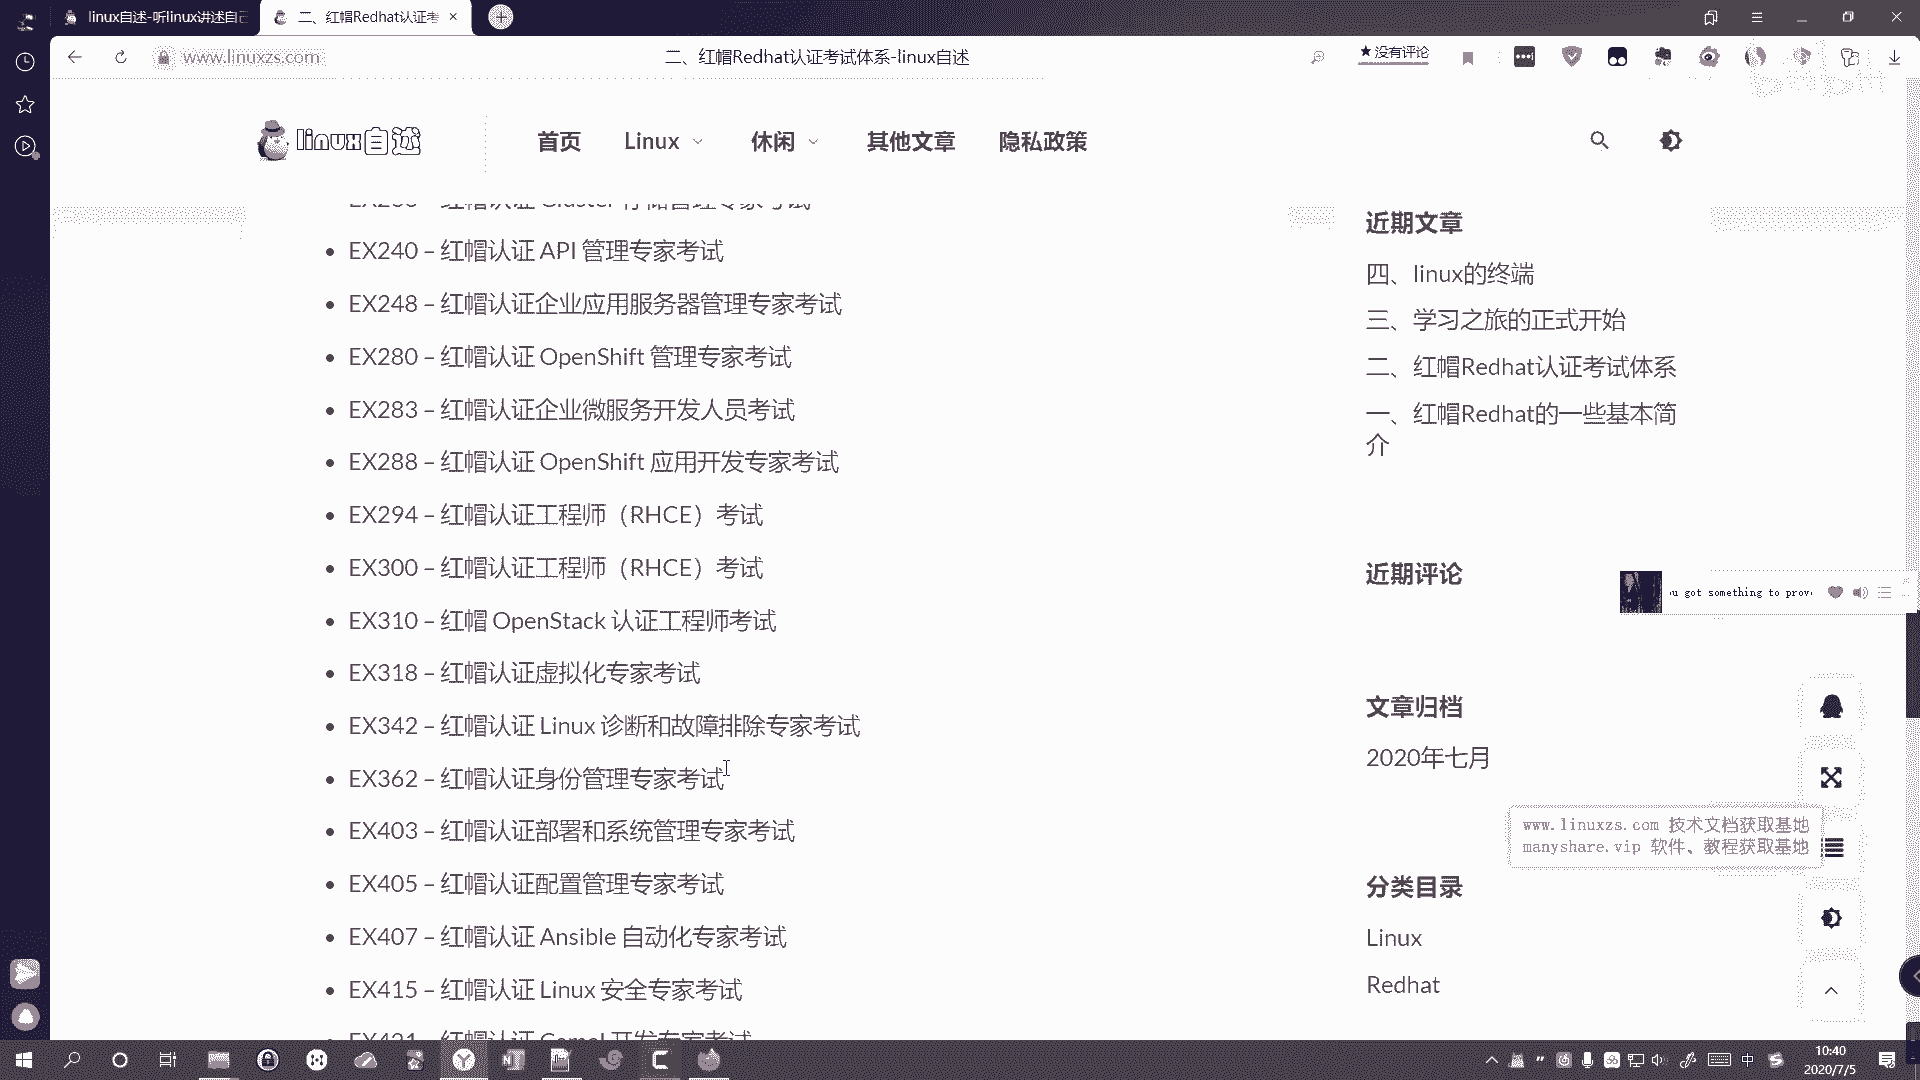 linux自述-听linux讲述自己
二、红帽Redhat认证考
www.linuxzs.com
二、红帽Redhat认证考试体系-linux自述
★没有评论
linux自述
首页
Linux
休闲
其他文章
隐私政策
EX240 – 红帽认证 API 管理专家考试
EX248 – 红帽认证企业应用服务器管理专家考试
EX280 – 红帽认证 OpenShift 管理专家考试
EX283 – 红帽认证企业微服务开发人员考试
EX288 – 红帽认证 OpenShift 应用开发专家考试
EX294 – 红帽认证工程师（RHCE）考试
EX300 – 红帽认证工程师（RHCE）考试
EX310 – 红帽 OpenStack 认证工程师考试
EX318 – 红帽认证虚拟化专家考试
EX342 – 红帽认证 Linux 诊断和故障排除专家考试
EX362 – 红帽认证身份管理专家考试
EX403 – 红帽认证部署和系统管理专家考试
EX405 – 红帽认证配置管理专家考试
EX407 – 红帽认证 Ansible 自动化专家考试
EX415 – 红帽认证 Linux 安全专家考试
近期文章
四、linux的终端
三、学习之旅的正式开始
二、红帽Redhat认证考试体系
一、红帽Redhat的一些基本简
介
近期评论
got something to prov
文章归档
2020年七月
www.linuxzs.com 技术文档获取基地
manyshare.vip 软件、教程获取基地
分类目录
Linux
Redhat
中
10:40
2020/7/5